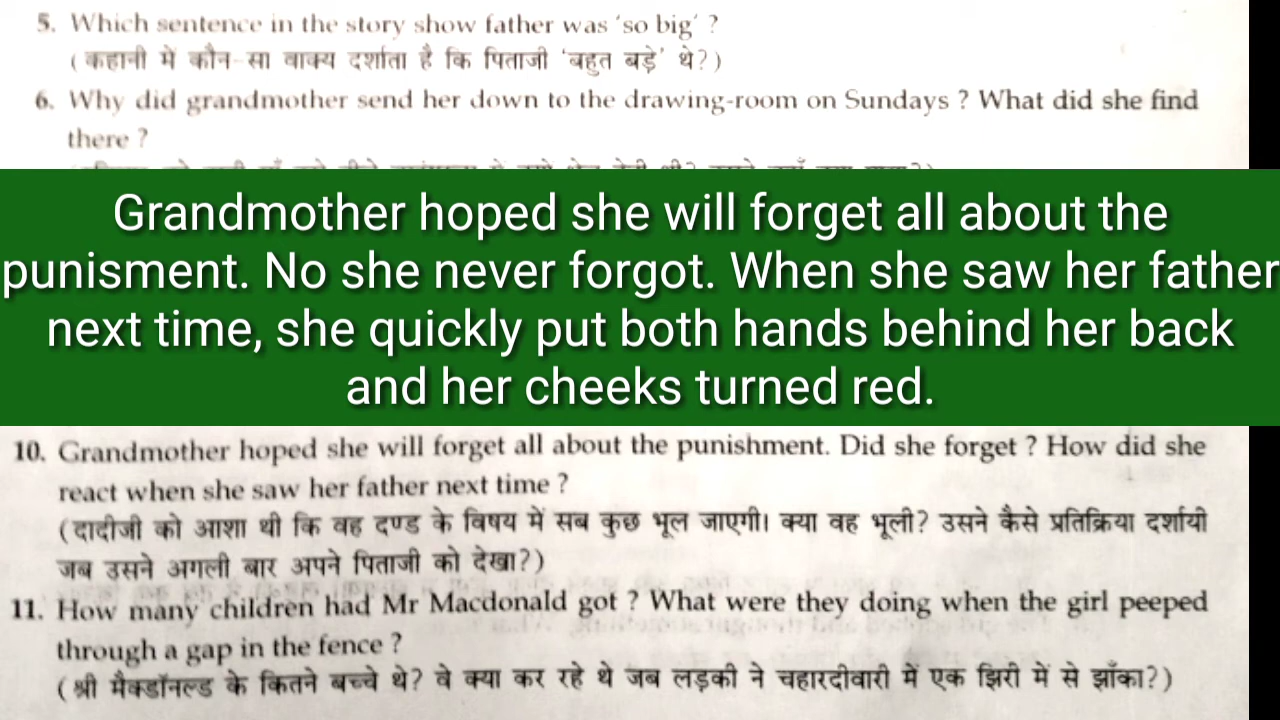 5. Which sentence in the story show father was 'so big' ?
( कहानी में कौन-सा वाक्य दर्शाता है कि पिताजी 'बहुत बड़े' थे?)
6. Why did grandmother send her down to the drawing-room on Sundays ? What did she find
there ?
Grandmother hoped she will forget all about the
punisment. No she never forgot. When she saw her father
next time, she quickly put both hands behind her back
and her cheeks turned red.
10. Grandmother hoped she will forget all about the punishment. Did she forget ? How did she
react when she saw her father next time ?
(दादीजी को आशा थी कि वह दण्ड के विषय में सब कुछ भूल जाएगी। क्या वह भूली? उसने कैसे प्रतिक्रिया दर्शायी
जब उसने अगली बार अपने पिताजी को देखा?)
11. How many children had Mr Macdonald got ? What were they doing when the girl peeped
through a gap in the fence ?
( श्री मैक्डॉनल्ड के कितने बच्चे थे? वे क्या कर रहे थे जब लड़की ने चहारदीवारी में एक झिरी में से झाँका?)